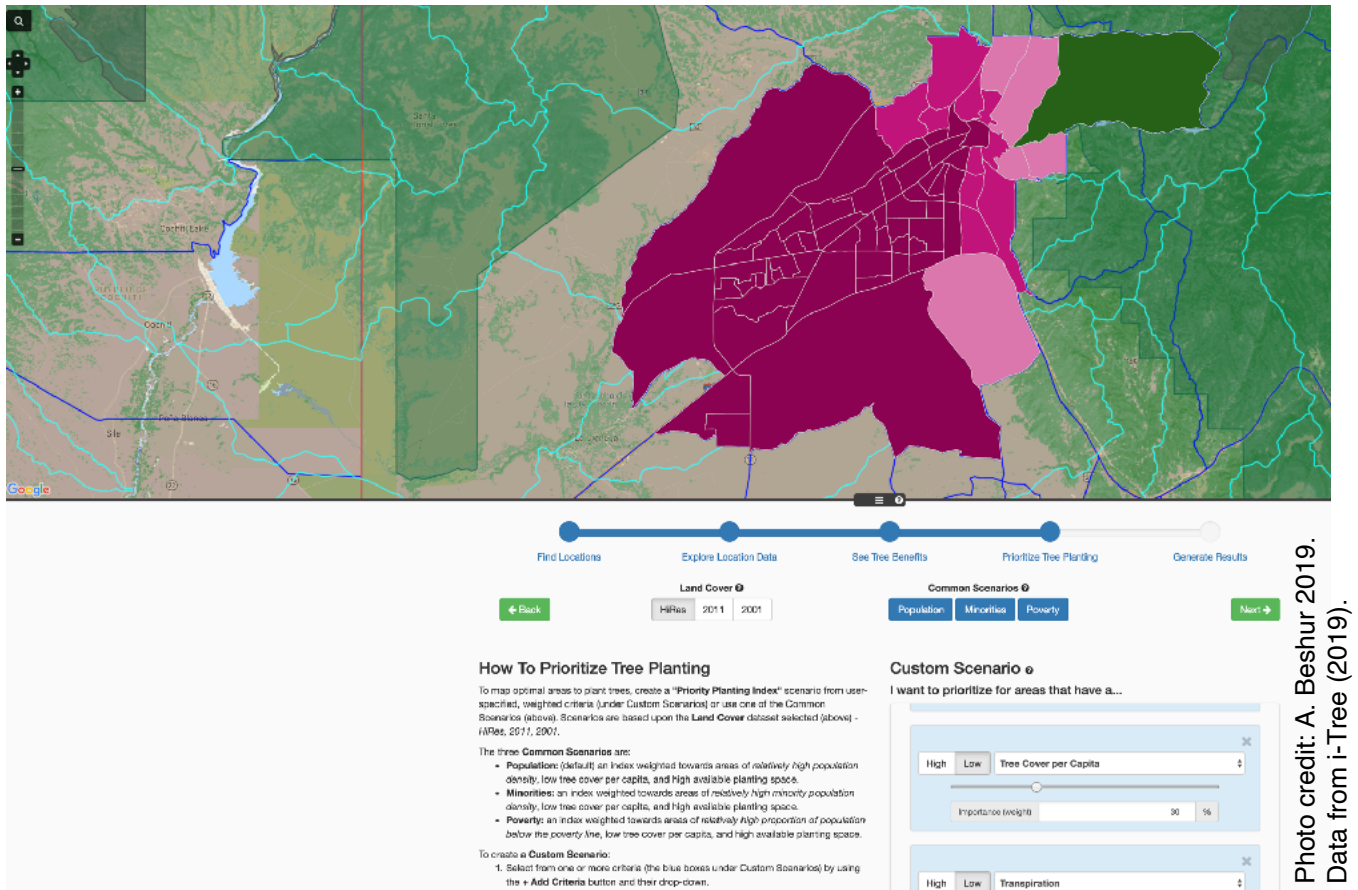 Cochiti Lake
Cochiti
Peña Blanca
Sile
Google
Find Locations
Explore Location Data
See Tree Benefits
Prioritize Tree Planting
Generate Results
Land Cover
Common Scenarios
Back
HiRes 2011 2001
Population Minorities Poverty
Next
How To Prioritize Tree Planting
To map optimal areas to plant trees, create a "Priority Planting Index" scenario from user-
specified, weighted criteria (under Custom Scenarios) or use one of the Common
Scenarios (above). Scenarios are based upon the Land Cover dataset selected (above) -
HiRes, 2011, 2001.
The three Common Scenarios are:
• Population: (default) an index weighted towards areas of relatively high population
density, low tree cover per capita, and high available planting space.
• Minorities: an index weighted towards areas of relatively high minority population
density, low tree cover per capita, and high available planting space.
• Poverty: an index weighted towards areas of relatively high proportion of population
below the poverty line, low tree cover per capita, and high available planting space.
To create a Custom Scenario:
1. Select from one or more criteria (the blue boxes under Custom Scenarios) by using
the + Add Criteria button and their drop-down.
Custom Scenario
I want to prioritize for areas that have a...
High Low Tree Cover per Capita
Importance (weight) 30 %
High Low Transpiration
Photo credit: A. Beshur 2019.
Data from i-Tree (2019).